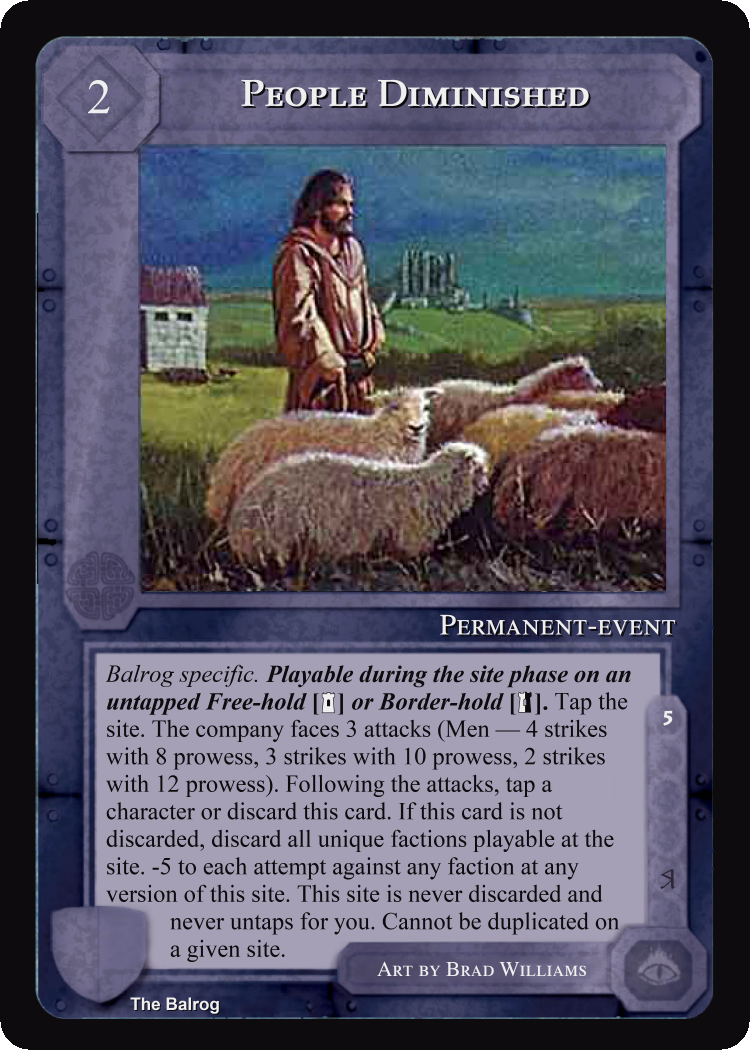 2
People Diminished
Permanent-event
Balrog specific. Playable during the site phase on an
untapped Free-hold [] or Border-hold []. Tap the
site. The company faces 3 attacks (Men — 4 strikes
with 8 prowess, 3 strikes with 10 prowess, 2 strikes
with 12 prowess). Following the attacks, tap a
character or discard this card. If this card is not
discarded, discard all unique factions playable at the
site. -5 to each attempt against any faction at any
version of this site. This site is never discarded and
never untaps for you. Cannot be duplicated on
a given site.
5
Art by Brad Williams
The Balrog